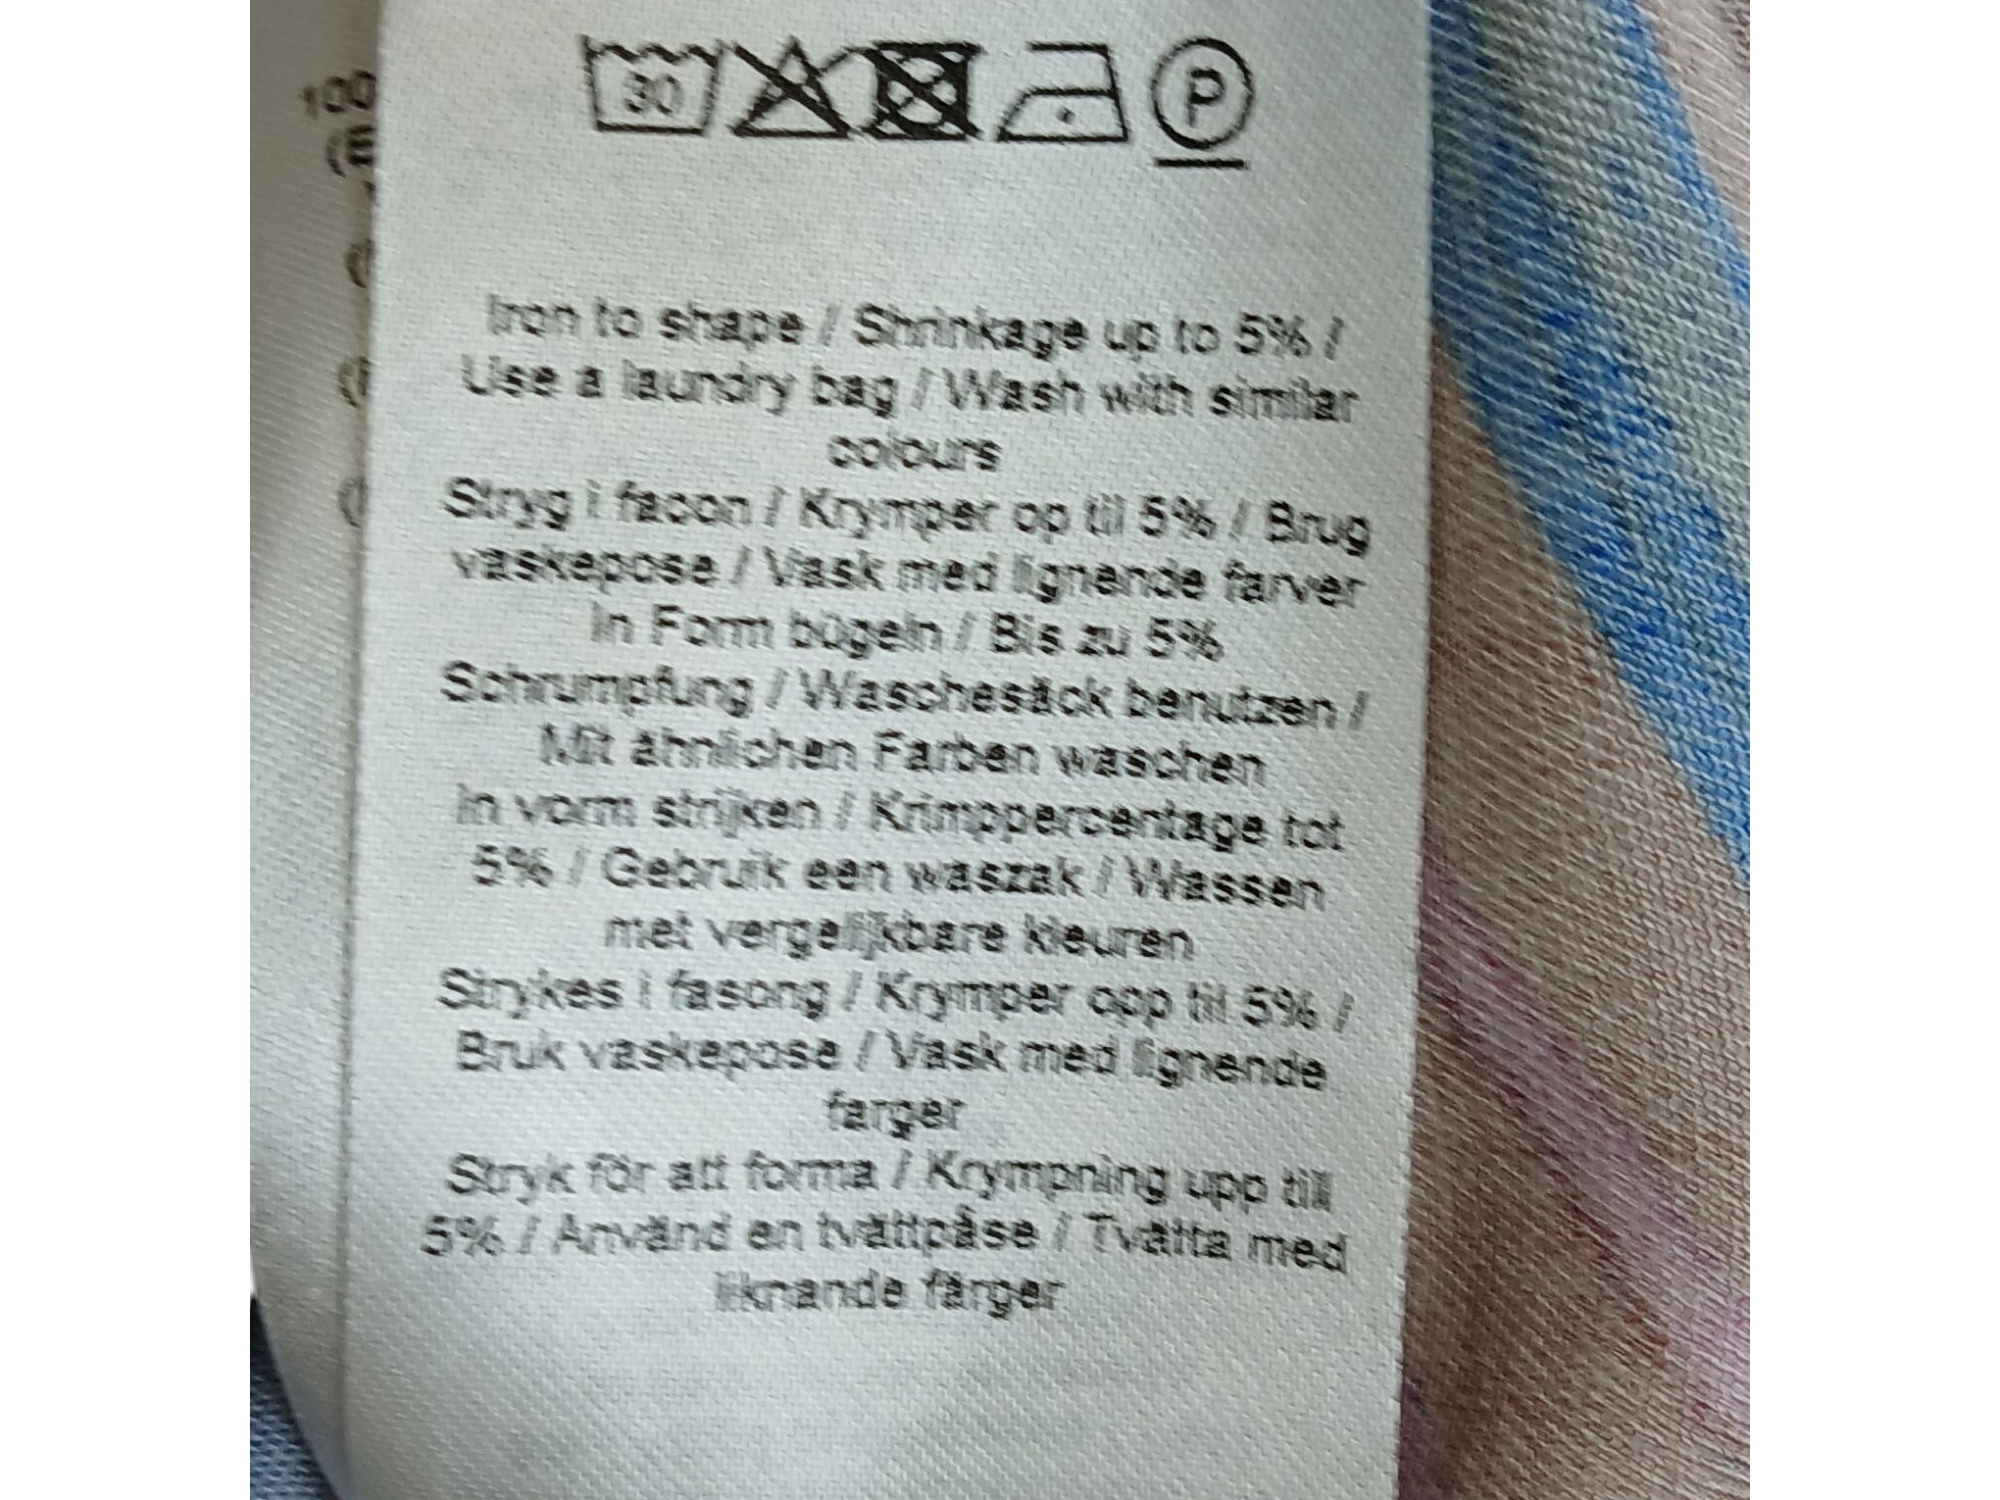 30
P
100
(E
Iron to shape / Shrinkage up to 5% /
Use a laundry bag / Wash with similar
colours
Stryg i facon / Krymper op til 5% / Brug
vaskepose / Vask med lignende farver
In Form bügeln / Bis zu 5%
Schrumpfung / Waschesäck benutzen /
Mit ähnlichen Farben waschen
In vorm strijken / Krimppercentage tot
5% / Gebruik een waszak / Wassen
met vergelijkbare kleuren
Strykes i fasong / Krymper opp til 5% /
Bruk vaskepose / Vask med lignende
farger
Stryk för att forma / Krympning upp till
5% / Använd en tvättpåse / Tvätta med
liknande färger